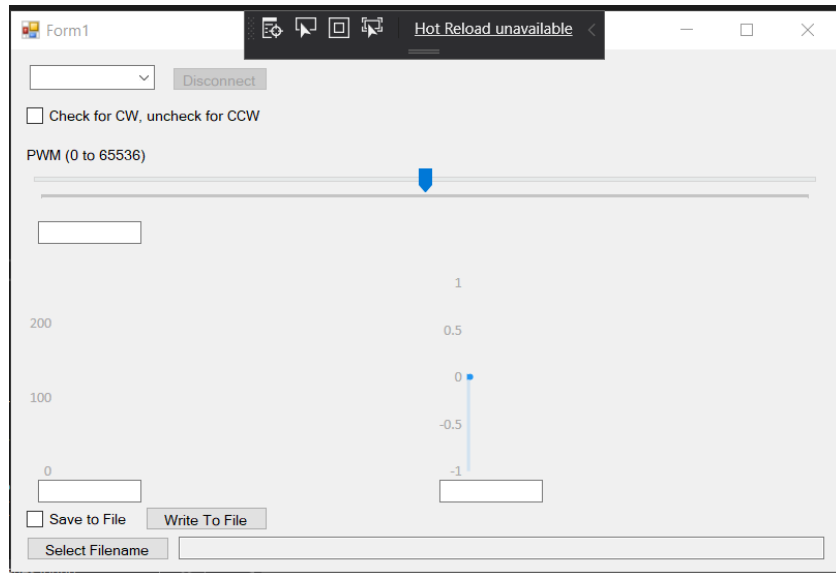 Form1
Hot Reload unavailable
Disconnect
Check for CW, uncheck for CCW
PWM (0 to 65536)
1
200
0.5
0
100
-0.5
0
-1
Save to File
Write To File
Select Filename